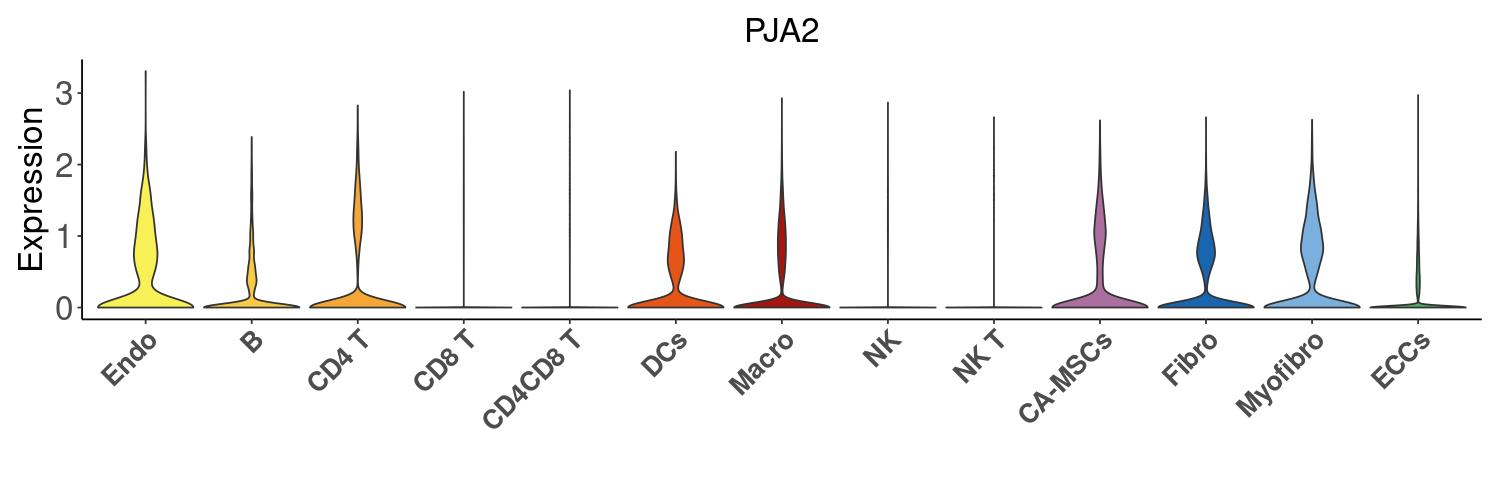 PJA2
Expression
3
2
1
0
Endo
B
CD4 T
CD8 T
CD4CD8 T
DCs
Macro
NK
NK T
CA-MSCs
Fibro
Myofibro
ECCs